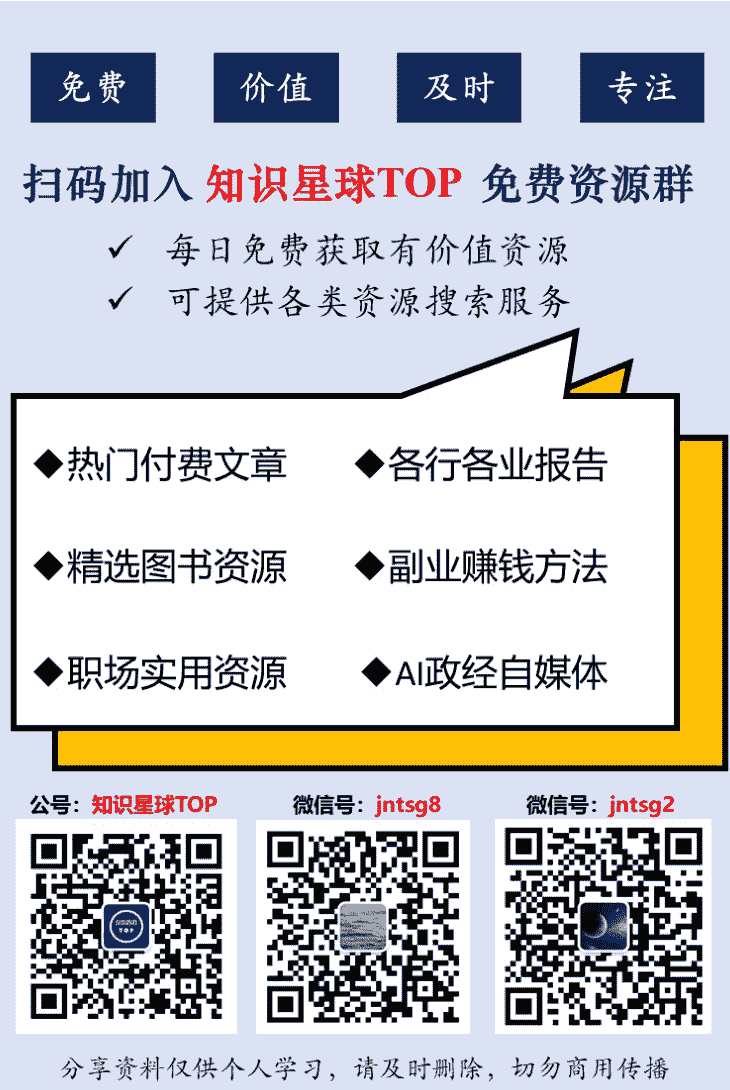 免费 价值 及时 专注
扫码加入 知识星球TOP 免费资源群
✓ 每日免费获取有价值资源
✓ 可提供各类资源搜索服务
◆热门付费文章 ◆各行各业报告
◆精选图书资源 ◆副业赚钱方法
◆职场实用资源 ◆AI政经自媒体
公号：知识星球TOP 微信号：jntsg8 微信号：jntsg2
分享资料仅供个人学习，请及时删除，切勿商用传播